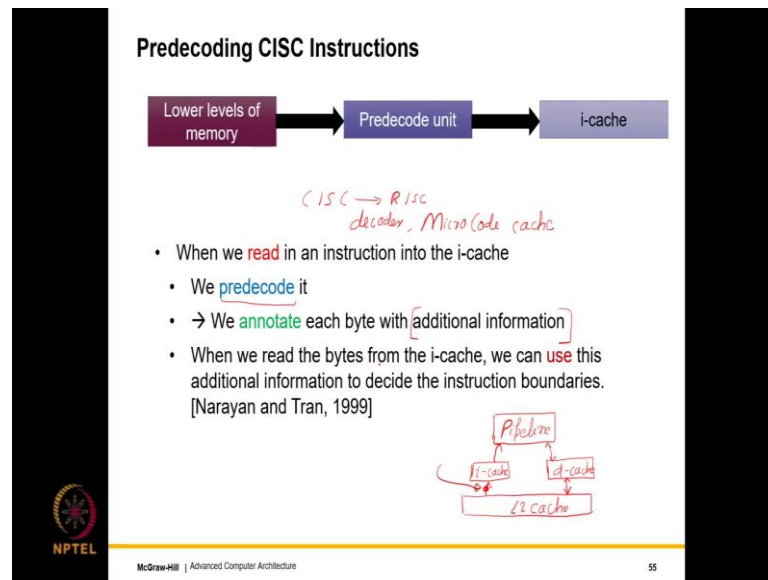 Predecoding CISC Instructions
Lower levels of
memory
Predecode unit
i-cache
CISC → RISC
decoder, MicroCode cache
• When we read in an instruction into the i-cache
• We predecode it
• → We annotate each byte with [additional information]
• When we read the bytes from the i-cache, we can use this
additional information to decide the instruction boundaries.
[Narayan and Tran, 1999]
Pipeline
i-cache
d-cache
L2 cache
NPTEL
McGraw-Hill | Advanced Computer Architecture
55